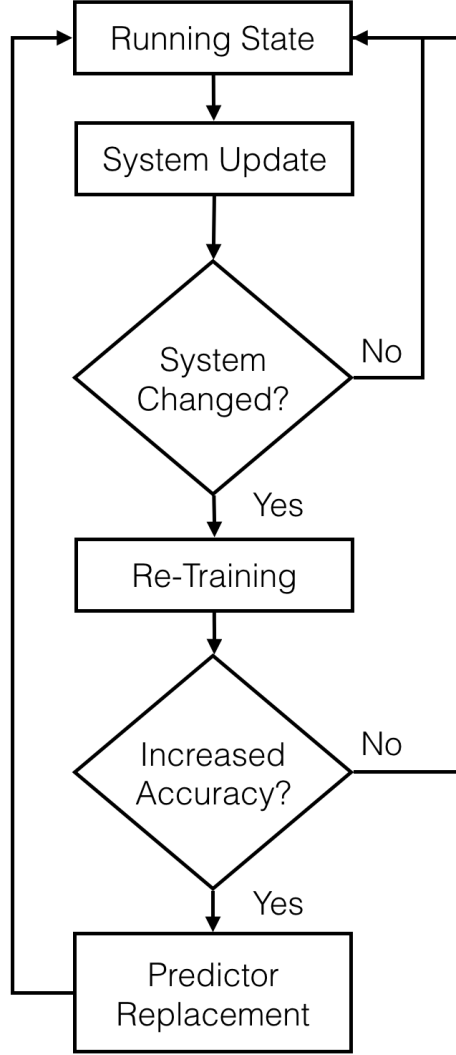 Running State
System Update
System
Changed?
No
Yes
Re-Training
Increased
Accuracy?
No
Yes
Predictor
Replacement